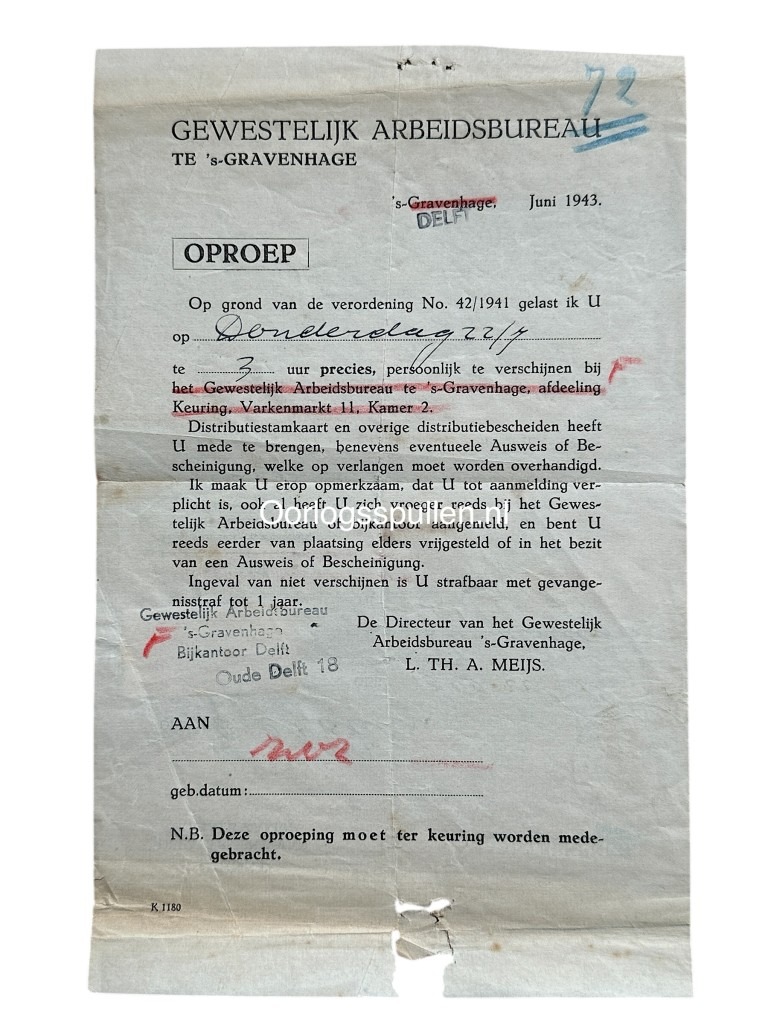 72
GEWESTELIJK ARBEIDSBUREAU
TE 's-GRAVENHAGE
's-Gravenhage, Juni 1943.
DELFT
OPROEP
Op grond van de verordening No. 42/1941 gelast ik U
op Donderdag 22/7
te 3 uur precies, persoonlijk te verschijnen bij
het Gewestelijk Arbeidsbureau te 's-Gravenhage, afdeeling
Keuring, Varkenmarkt 11, Kamer 2.
Distributiestamkaart en overige distributiebescheiden heeft
U mede te brengen, benevens eventueele Ausweis of Be-
scheinigung, welke op verlangen moet worden overhandigd.
Ik maak U erop opmerkzaam, dat U tot aanmelding ver-
plicht is, ook al heeft U zich vroeger reeds bij het Gewes-
Oorlogsspullen.nl
telijk Arbeidsbureau of bijkantoor aangemeld, en bent U
reeds eerder van plaatsing elders vrijgesteld of in het bezit
van een Ausweis of Bescheinigung.
Ingeval van niet verschijnen is U strafbaar met gevange-
nisstraf tot 1 jaar.
Gewestelijk Arbeidsbureau
's-Gravenhage
Bijkantoor Delft
Oude Delft 18
De Directeur van het Gewestelijk
Arbeidsbureau 's-Gravenhage,
L. TH. A. MEIJS.
AAN
geb.datum:
N.B. Deze oproeping moet ter keuring worden mede-
gebracht.
K 1180